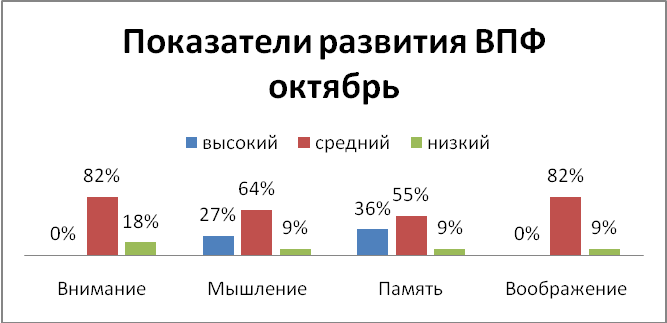 Показатели развития ВПФ
октябрь
высокий средний низкий
82% 82%
64%
55%
27% 36%
18%
0% 9% 9% 0% 9%
Внимание Мышление Память Воображение